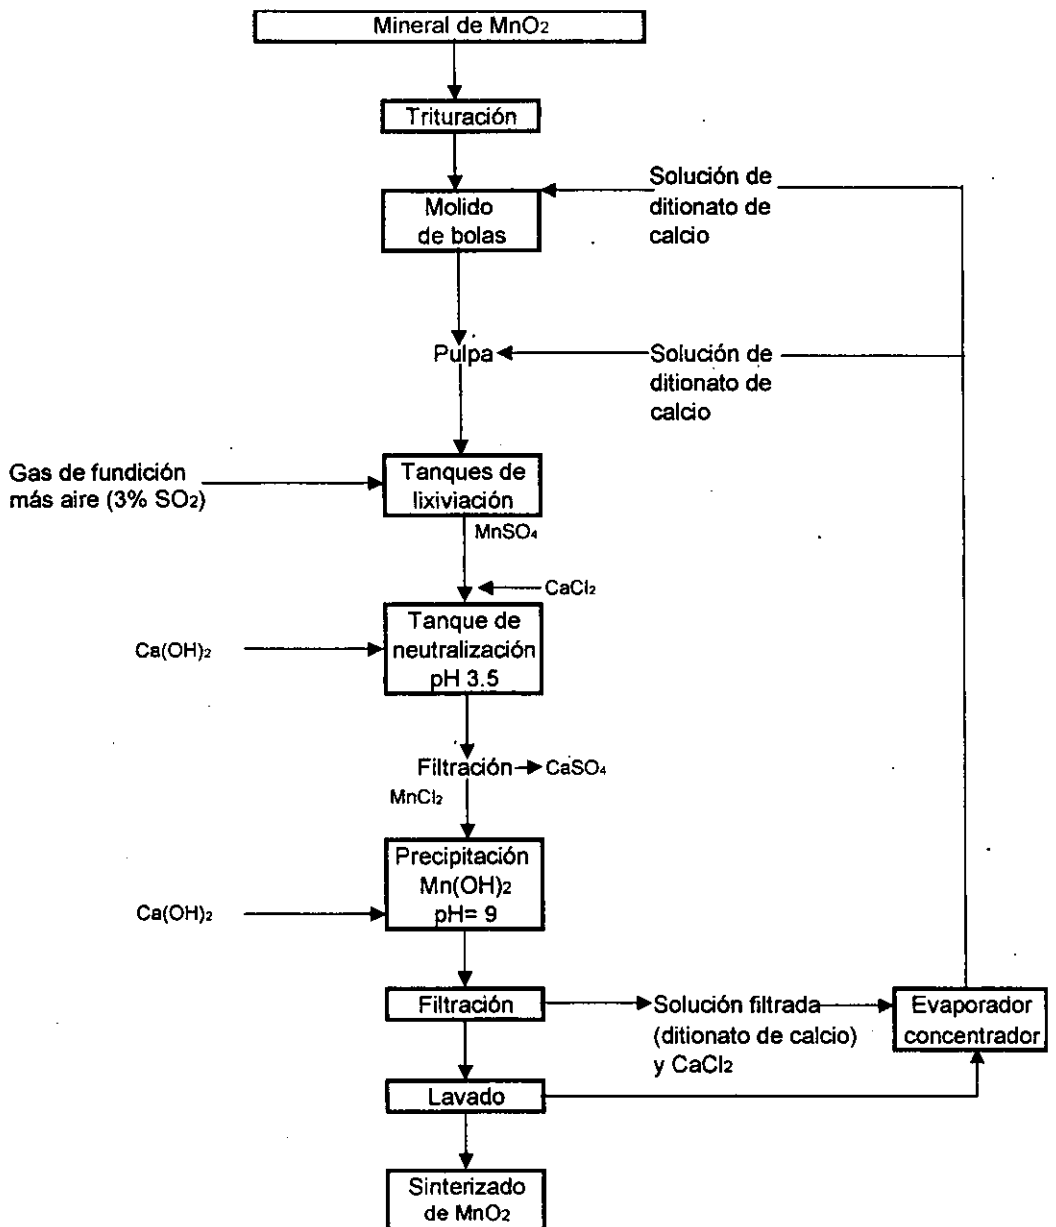 Mineral de MnO₂
Trituración
Molido
de bolas
Solución de
ditionato de
calcio
Pulpa
Solución de
ditionato de
calcio
Gas de fundición
más aire (3% SO₂)
Tanques de
lixiviación
MnSO₄
CaCl₂
Tanque de
neutralización
pH 3.5
Ca(OH)₂
Filtración
CaSO₄
MnCl₂
Precipitación
Mn(OH)₂
pH= 9
Ca(OH)₂
Filtración
Solución filtrada
(ditionato de calcio)
y CaCl₂
Evaporador
concentrador
Lavado
Sinterizado
de MnO₂